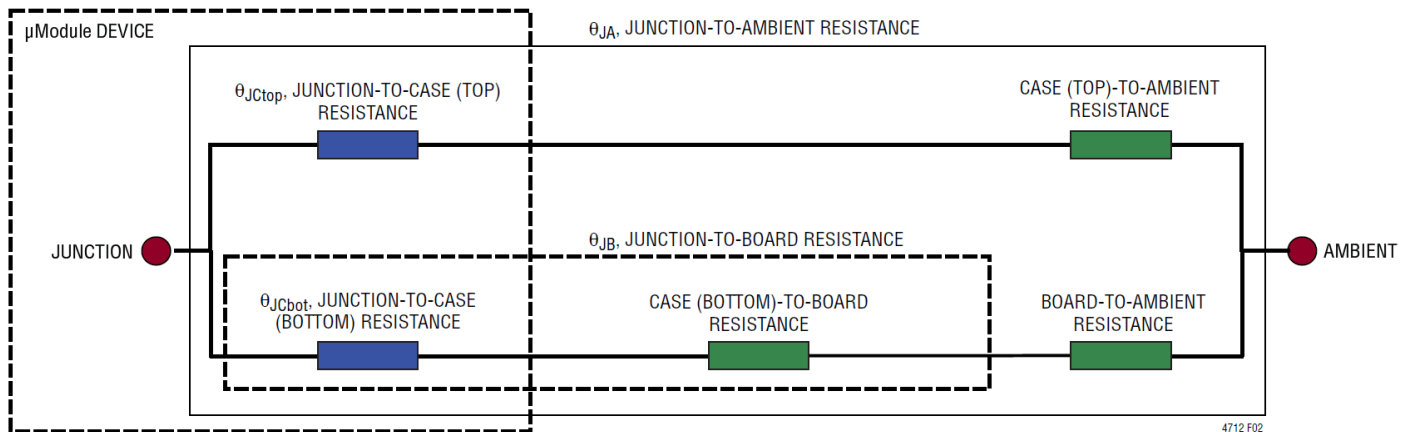 µModule DEVICE
θJA, JUNCTION-TO-AMBIENT RESISTANCE
θJCtop, JUNCTION-TO-CASE (TOP)
RESISTANCE
CASE (TOP)-TO-AMBIENT
RESISTANCE
JUNCTION
θJB, JUNCTION-TO-BOARD RESISTANCE
AMBIENT
θJCbot, JUNCTION-TO-CASE
(BOTTOM) RESISTANCE
CASE (BOTTOM)-TO-BOARD
RESISTANCE
BOARD-TO-AMBIENT
RESISTANCE
4712 F02